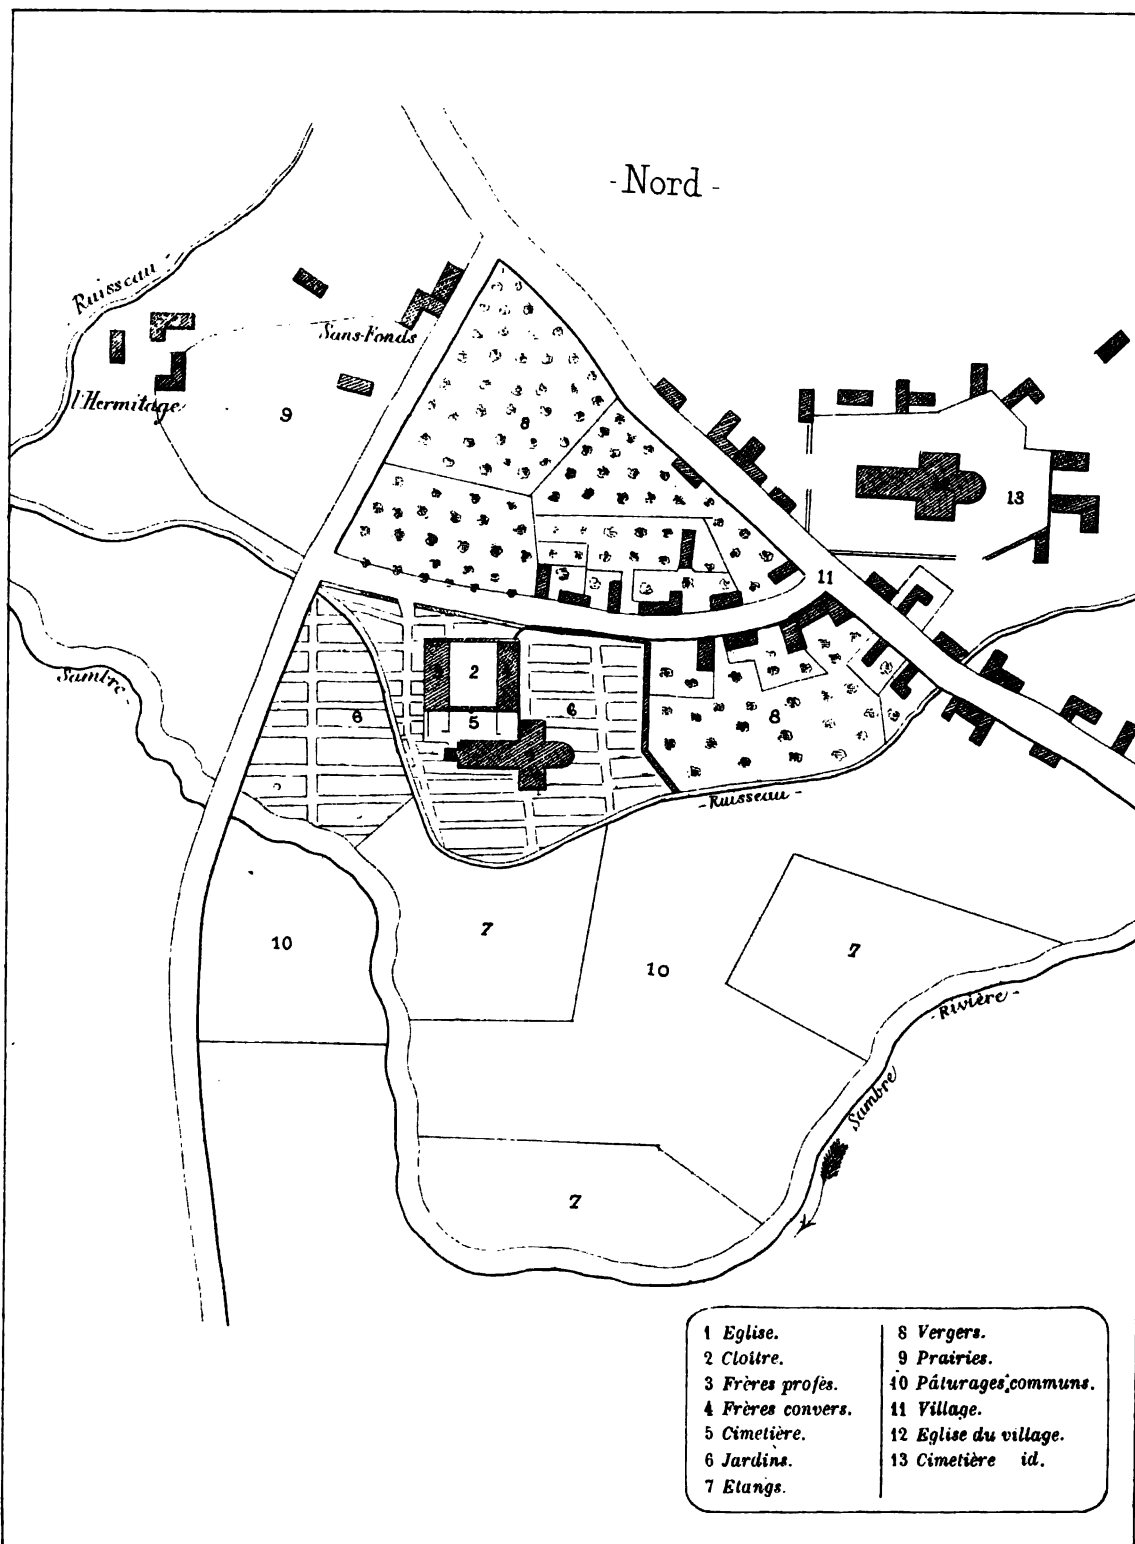 - Nord -
Ruisseau
Sans-Fonds
l'Hermitage
9
8
13
11
Sambre
2
6
5
6
8
- Ruisseau -
7
10
10
7
- Rivière -
Sambre
7
1 Eglise.
2 Cloître.
3 Frères profès.
4 Frères convers.
5 Cimetière.
6 Jardins.
7 Etangs.
8 Vergers.
9 Prairies.
10 Pâturages communs.
11 Village.
12 Eglise du village.
13 Cimetière id.